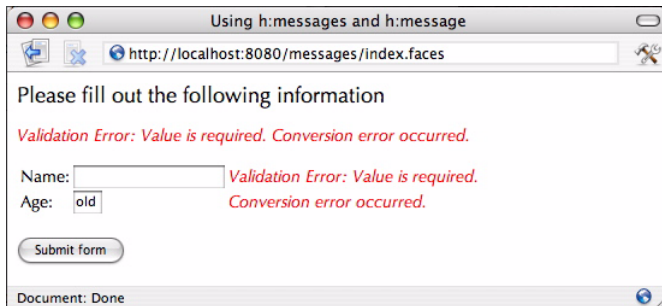 Using h:messages and h:message
http://localhost:8080/messages/index.faces
Please fill out the following information
Validation Error: Value is required. Conversion error occurred.
Name: Validation Error: Value is required.
Age: old Conversion error occurred.
Submit form
Document: Done